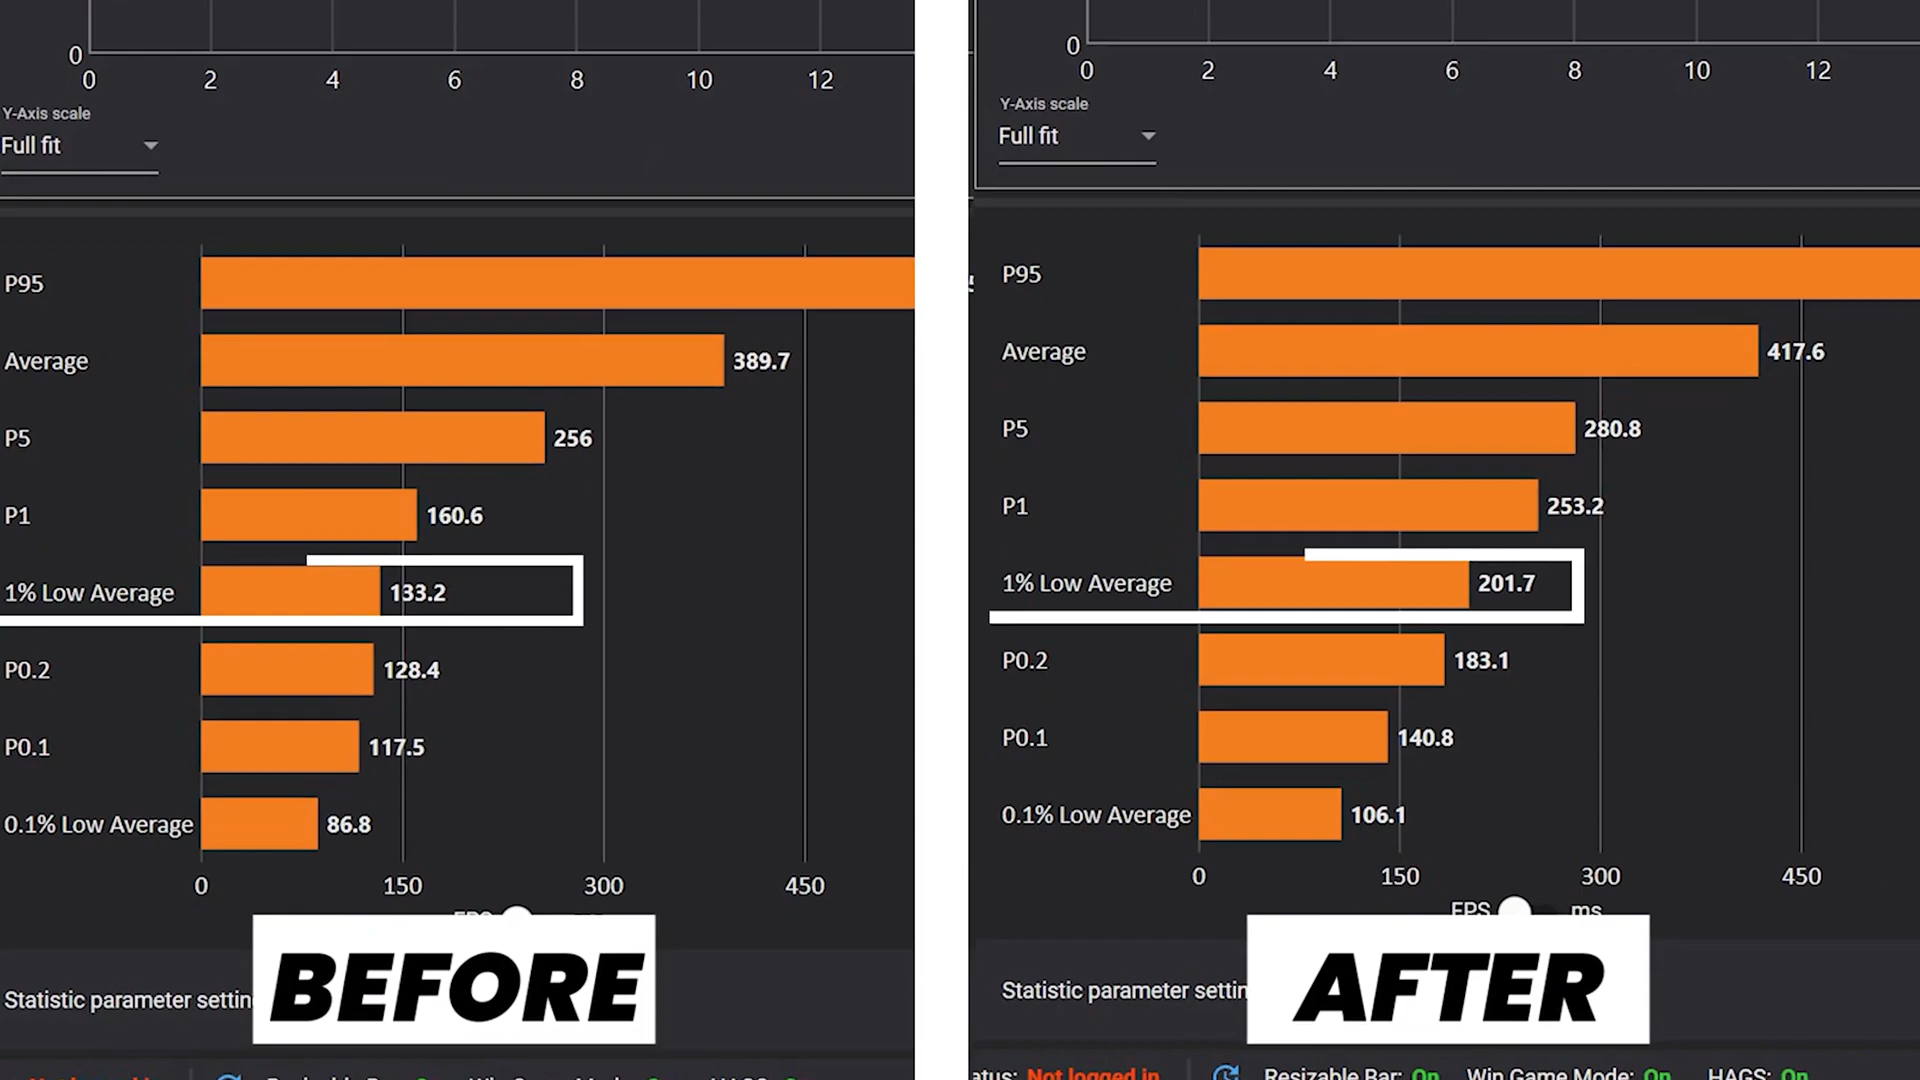 0
0 2 4 6 8 10 12
Y-Axis scale
Full fit
P95
Average 389.7
P5 256
P1 160.6
1% Low Average 133.2
P0.2 128.4
P0.1 117.5
0.1% Low Average 86.8
0 150 300 450
BEFORE
Statistic parameter settin
0
0 2 4 6 8 10 12
Y-Axis scale
Full fit
P95
Average 417.6
P5 280.8
P1 253.2
1% Low Average 201.7
P0.2 183.1
P0.1 140.8
0.1% Low Average 106.1
0 150 300 450
FPS ms
AFTER
Statistic parameter settin
atus: Not logged in Resizable Bar: On Win Game Mode: On HAGS: On